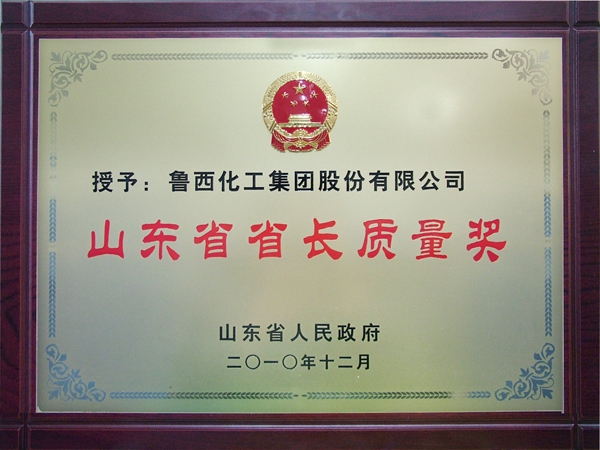 授予：鲁西化工集团股份有限公司
山东省省长质量奖
山东省人民政府
二〇一〇年十二月